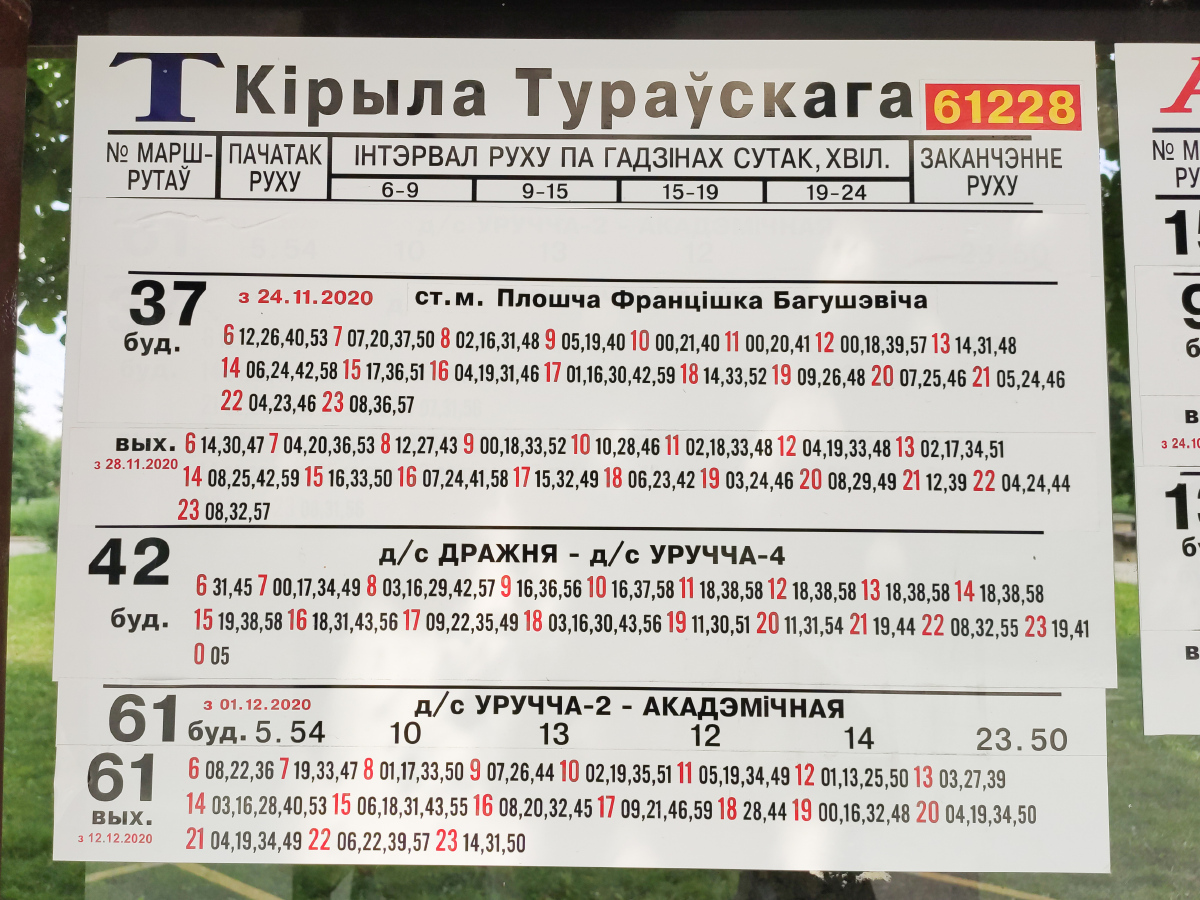 Т Кірыла Тураўскага 61228
№ МАРШ- ПАЧАТАК ІНТЭРВАЛ РУХУ ПА ГАДЗІНАХ СУТАК, ХВІЛ. ЗАКАНЧЭННЕ
РУТАЎ РУХУ 6-9 9-15 15-19 19-24 РУХУ
37 з 24.11.2020 ст.м. Плошча Францішка Багушэвіча
буд. 6 12,26,40,53 7 07,20,37,50 8 02,16,31,48 9 05,19,40 10 00,21,40 11 00,20,41 12 00,18,39,57 13 14,31,48
14 06,24,42,58 15 17,36,51 16 04,19,31,46 17 01,16,30,42,59 18 14,33,52 19 09,26,48 20 07,25,46 21 05,24,46
22 04,23,46 23 08,36,57
вых. 6 14,30,47 7 04,20,36,53 8 12,27,43 9 00,18,33,52 10 10,28,46 11 02,18,33,48 12 04,19,33,48 13 02,17,34,51
з 28.11.2020 14 08,25,42,59 15 16,33,50 16 07,24,41,58 17 15,32,49 18 06,23,42 19 03,24,46 20 08,29,49 21 12,39 22 04,24,44
23 08,32,57
42 д/с ДРАЖНЯ - д/с УРУЧЧА-4
6 31,45 7 00,17,34,49 8 03,16,29,42,57 9 16,36,56 10 16,37,58 11 18,38,58 12 18,38,58 13 18,38,58 14 18,38,58
буд. 15 19,38,58 16 18,31,43,56 17 09,22,35,49 18 03,16,30,43,56 19 11,30,51 20 11,31,54 21 19,44 22 08,32,55 23 19,41
0 05
61 з 01.12.2020 д/с УРУЧЧА-2 - АКАДЭМіЧНАЯ
буд. 5.54 10 13 12 14 23.50
61 6 08,22,36 7 19,33,47 8 01,17,33,50 9 07,26,44 10 02,19,35,51 11 05,19,34,49 12 01,13,25,50 13 03,27,39
вых. 14 03,16,28,40,53 15 06,18,31,43,55 16 08,20,32,45 17 09,21,46,59 18 28,44 19 00,16,32,48 20 04,19,34,50
з 12.12.2020 21 04,19,34,49 22 06,22,39,57 23 14,31,50